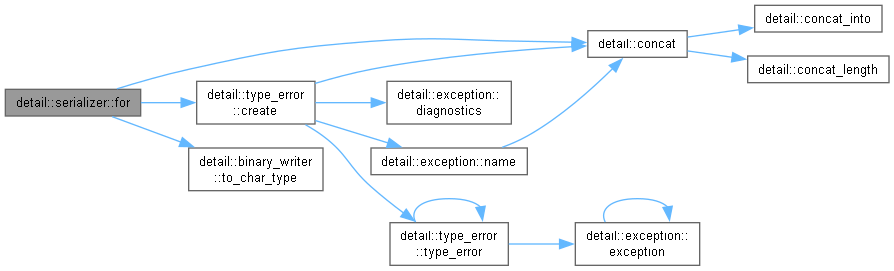 detail::serializer::for
detail::type_error
::create
detail::binary_writer
::to_char_type
detail::concat
detail::exception::
diagnostics
detail::exception::name
detail::type_error
::type_error
detail::concat_into
detail::concat_length
detail::exception::
exception